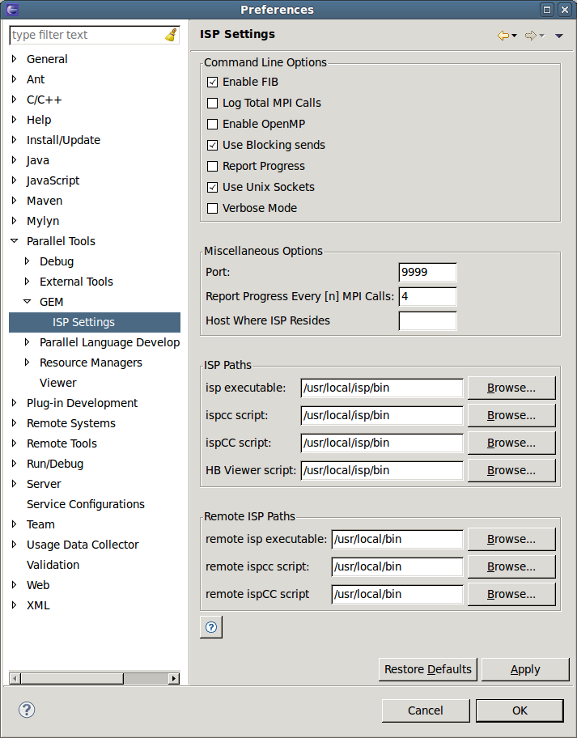 Preferences
type filter text
General
Ant
C/C++
Help
Install/Update
Java
JavaScript
Maven
Mylyn
Parallel Tools
Debug
External Tools
GEM
ISP Settings
Parallel Language Develop
Resource Managers
Viewer
Plug-in Development
Remote Systems
Remote Tools
Run/Debug
Server
Service Configurations
Team
Usage Data Collector
Validation
Web
XML
ISP Settings
Command Line Options
Enable FIB
Log Total MPI Calls
Enable OpenMP
Use Blocking sends
Report Progress
Use Unix Sockets
Verbose Mode
Miscellaneous Options
Port: 9999
Report Progress Every [n] MPI Calls: 4
Host Where ISP Resides
ISP Paths
isp executable: /usr/local/isp/bin Browse...
ispcc script: /usr/local/isp/bin Browse...
ispCC script: /usr/local/isp/bin Browse...
HB Viewer script: /usr/local/isp/bin Browse...
Remote ISP Paths
remote isp executable: /usr/local/bin Browse...
remote ispcc script: /usr/local/bin Browse...
remote ispCC script /usr/local/bin Browse...
Restore Defaults Apply
Cancel OK